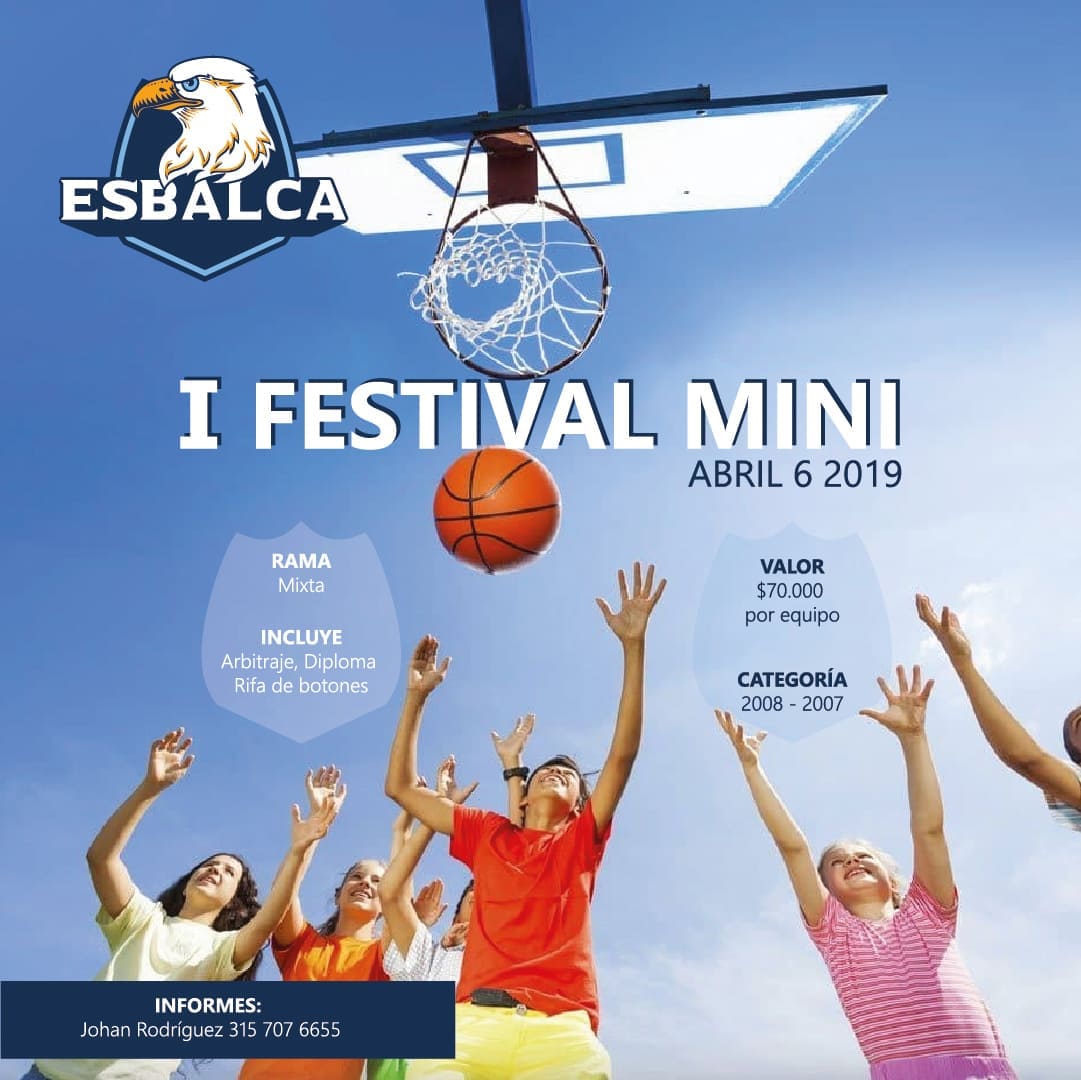 ESBALCA
I FESTIVAL MINI
ABRIL 6 2019
RAMA
Mixta
INCLUYE
Arbitraje, Diploma
Rifa de botones
VALOR
$70.000
por equipo
CATEGORÍA
2008 - 2007
INFORMES:
Johan Rodríguez 315 707 6655